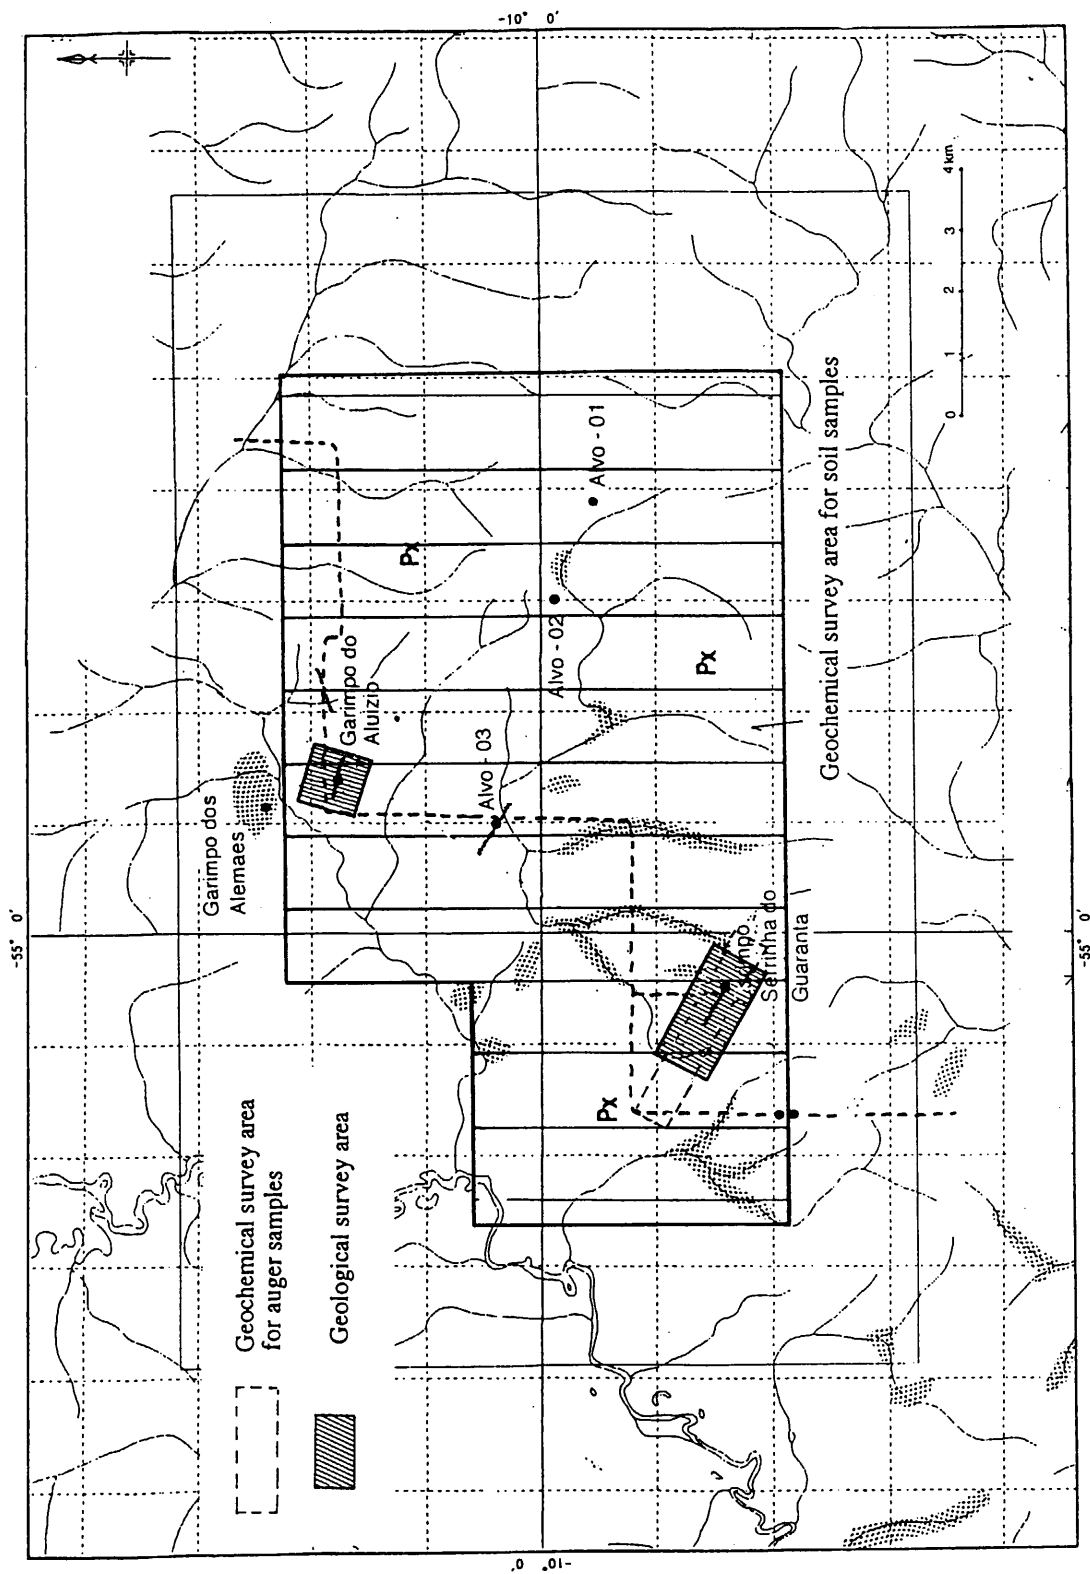 -10° 0'
-55° 0'
Garimpo dos
Alemaes
Garimpo do
Aluizio
Px
Alvo - 03
Alvo - 02
Alvo - 01
Px
Px
Serrinha do
Guaranta
Geochemical survey area for soil samples
0 1 2 3 4km
Geochemical survey area
for auger samples
Geological survey area
-55° 0'
-10° 0'